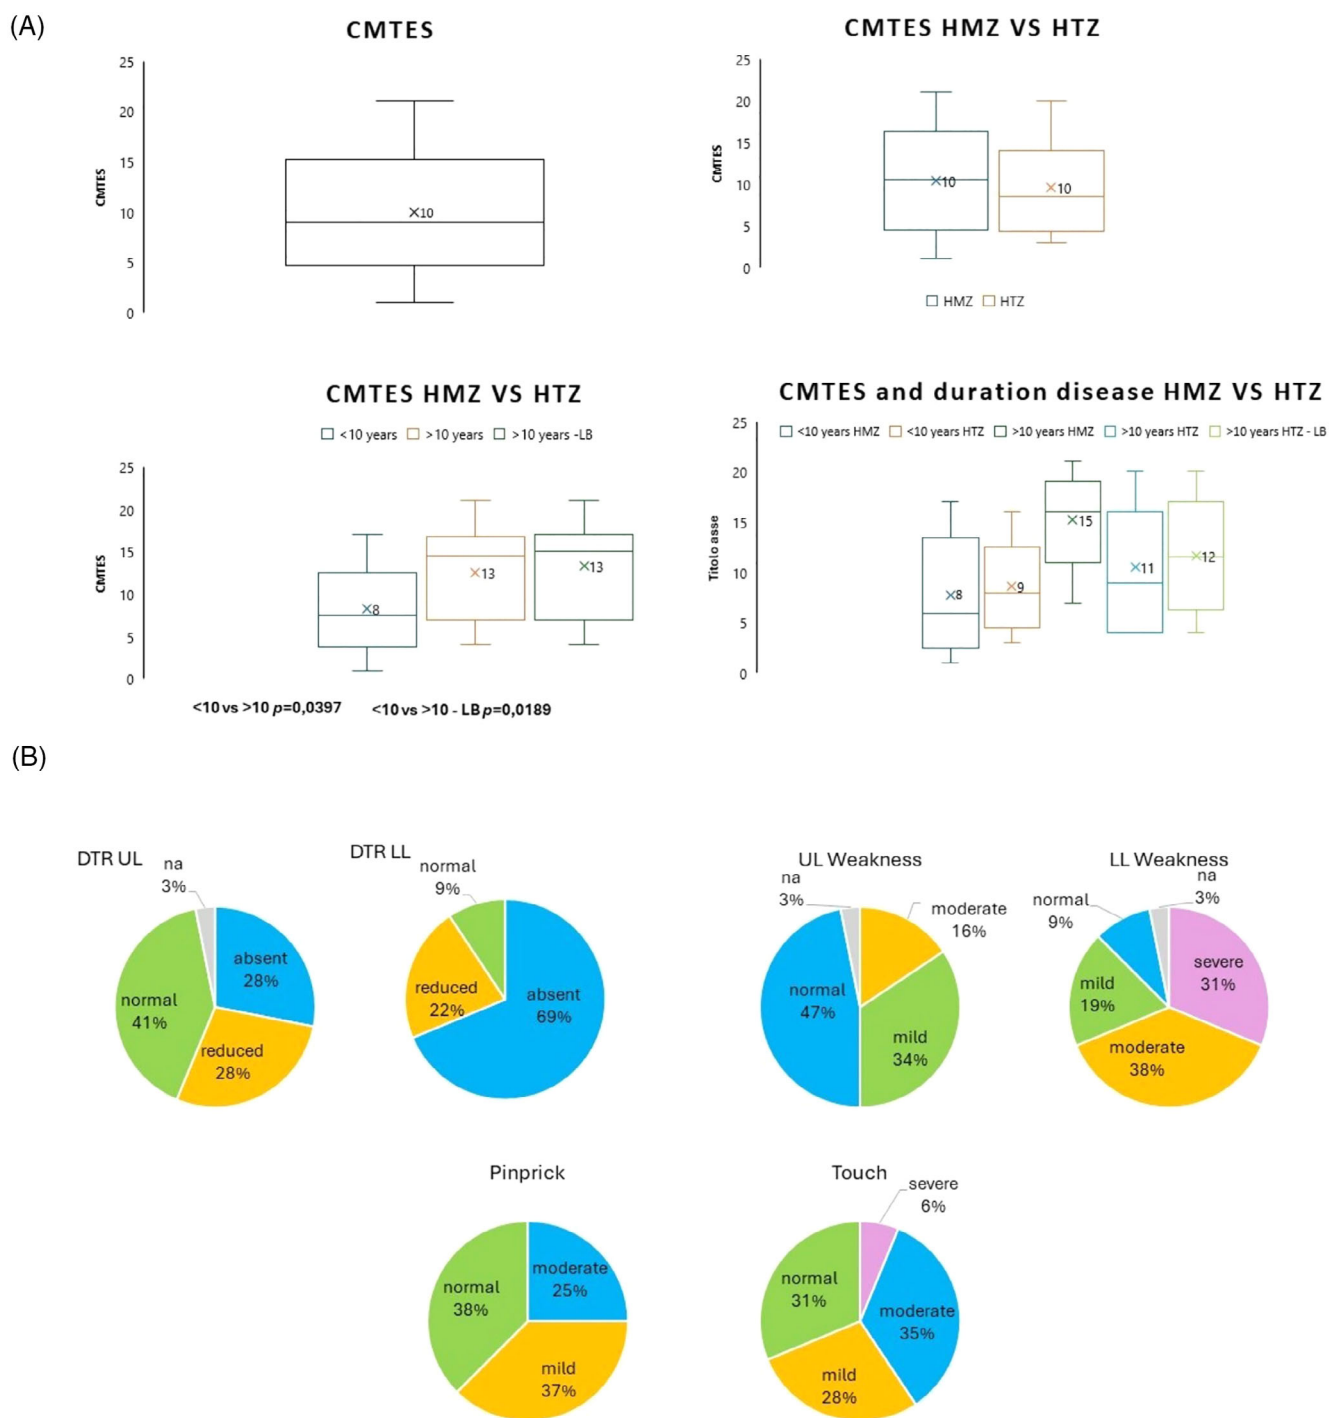 (A)
CMTES
25
20
15
10
5
0
CMTES
×10
CMTES HMZ VS HTZ
25
20
15
10
5
0
CMTES
10
10
HMZ HTZ
CMTES HMZ VS HTZ
<10 years >10 years >10 years -LB
25
20
15
10
5
0
CMTES
8
13
13
<10 vs >10 p=0,0397 <10 vs >10 - LB p=0,0189
CMTES and duration disease HMZ VS HTZ
<10 years HMZ <10 years HTZ >10 years HMZ >10 years HTZ >10 years HTZ - LB
25
20
15
10
5
0
Titolo asse
8
9
15
11
12
(B)
DTR UL
na
3%
absent
28%
normal
41%
reduced
28%
DTR LL
normal
9%
reduced
22%
absent
69%
UL Weakness
na
3%
moderate
16%
normal
47%
mild
34%
LL Weakness
na
3%
normal
9%
severe
31%
mild
19%
moderate
38%
Pinprick
moderate
25%
normal
38%
mild
37%
Touch
severe
6%
normal
31%
moderate
35%
mild
28%